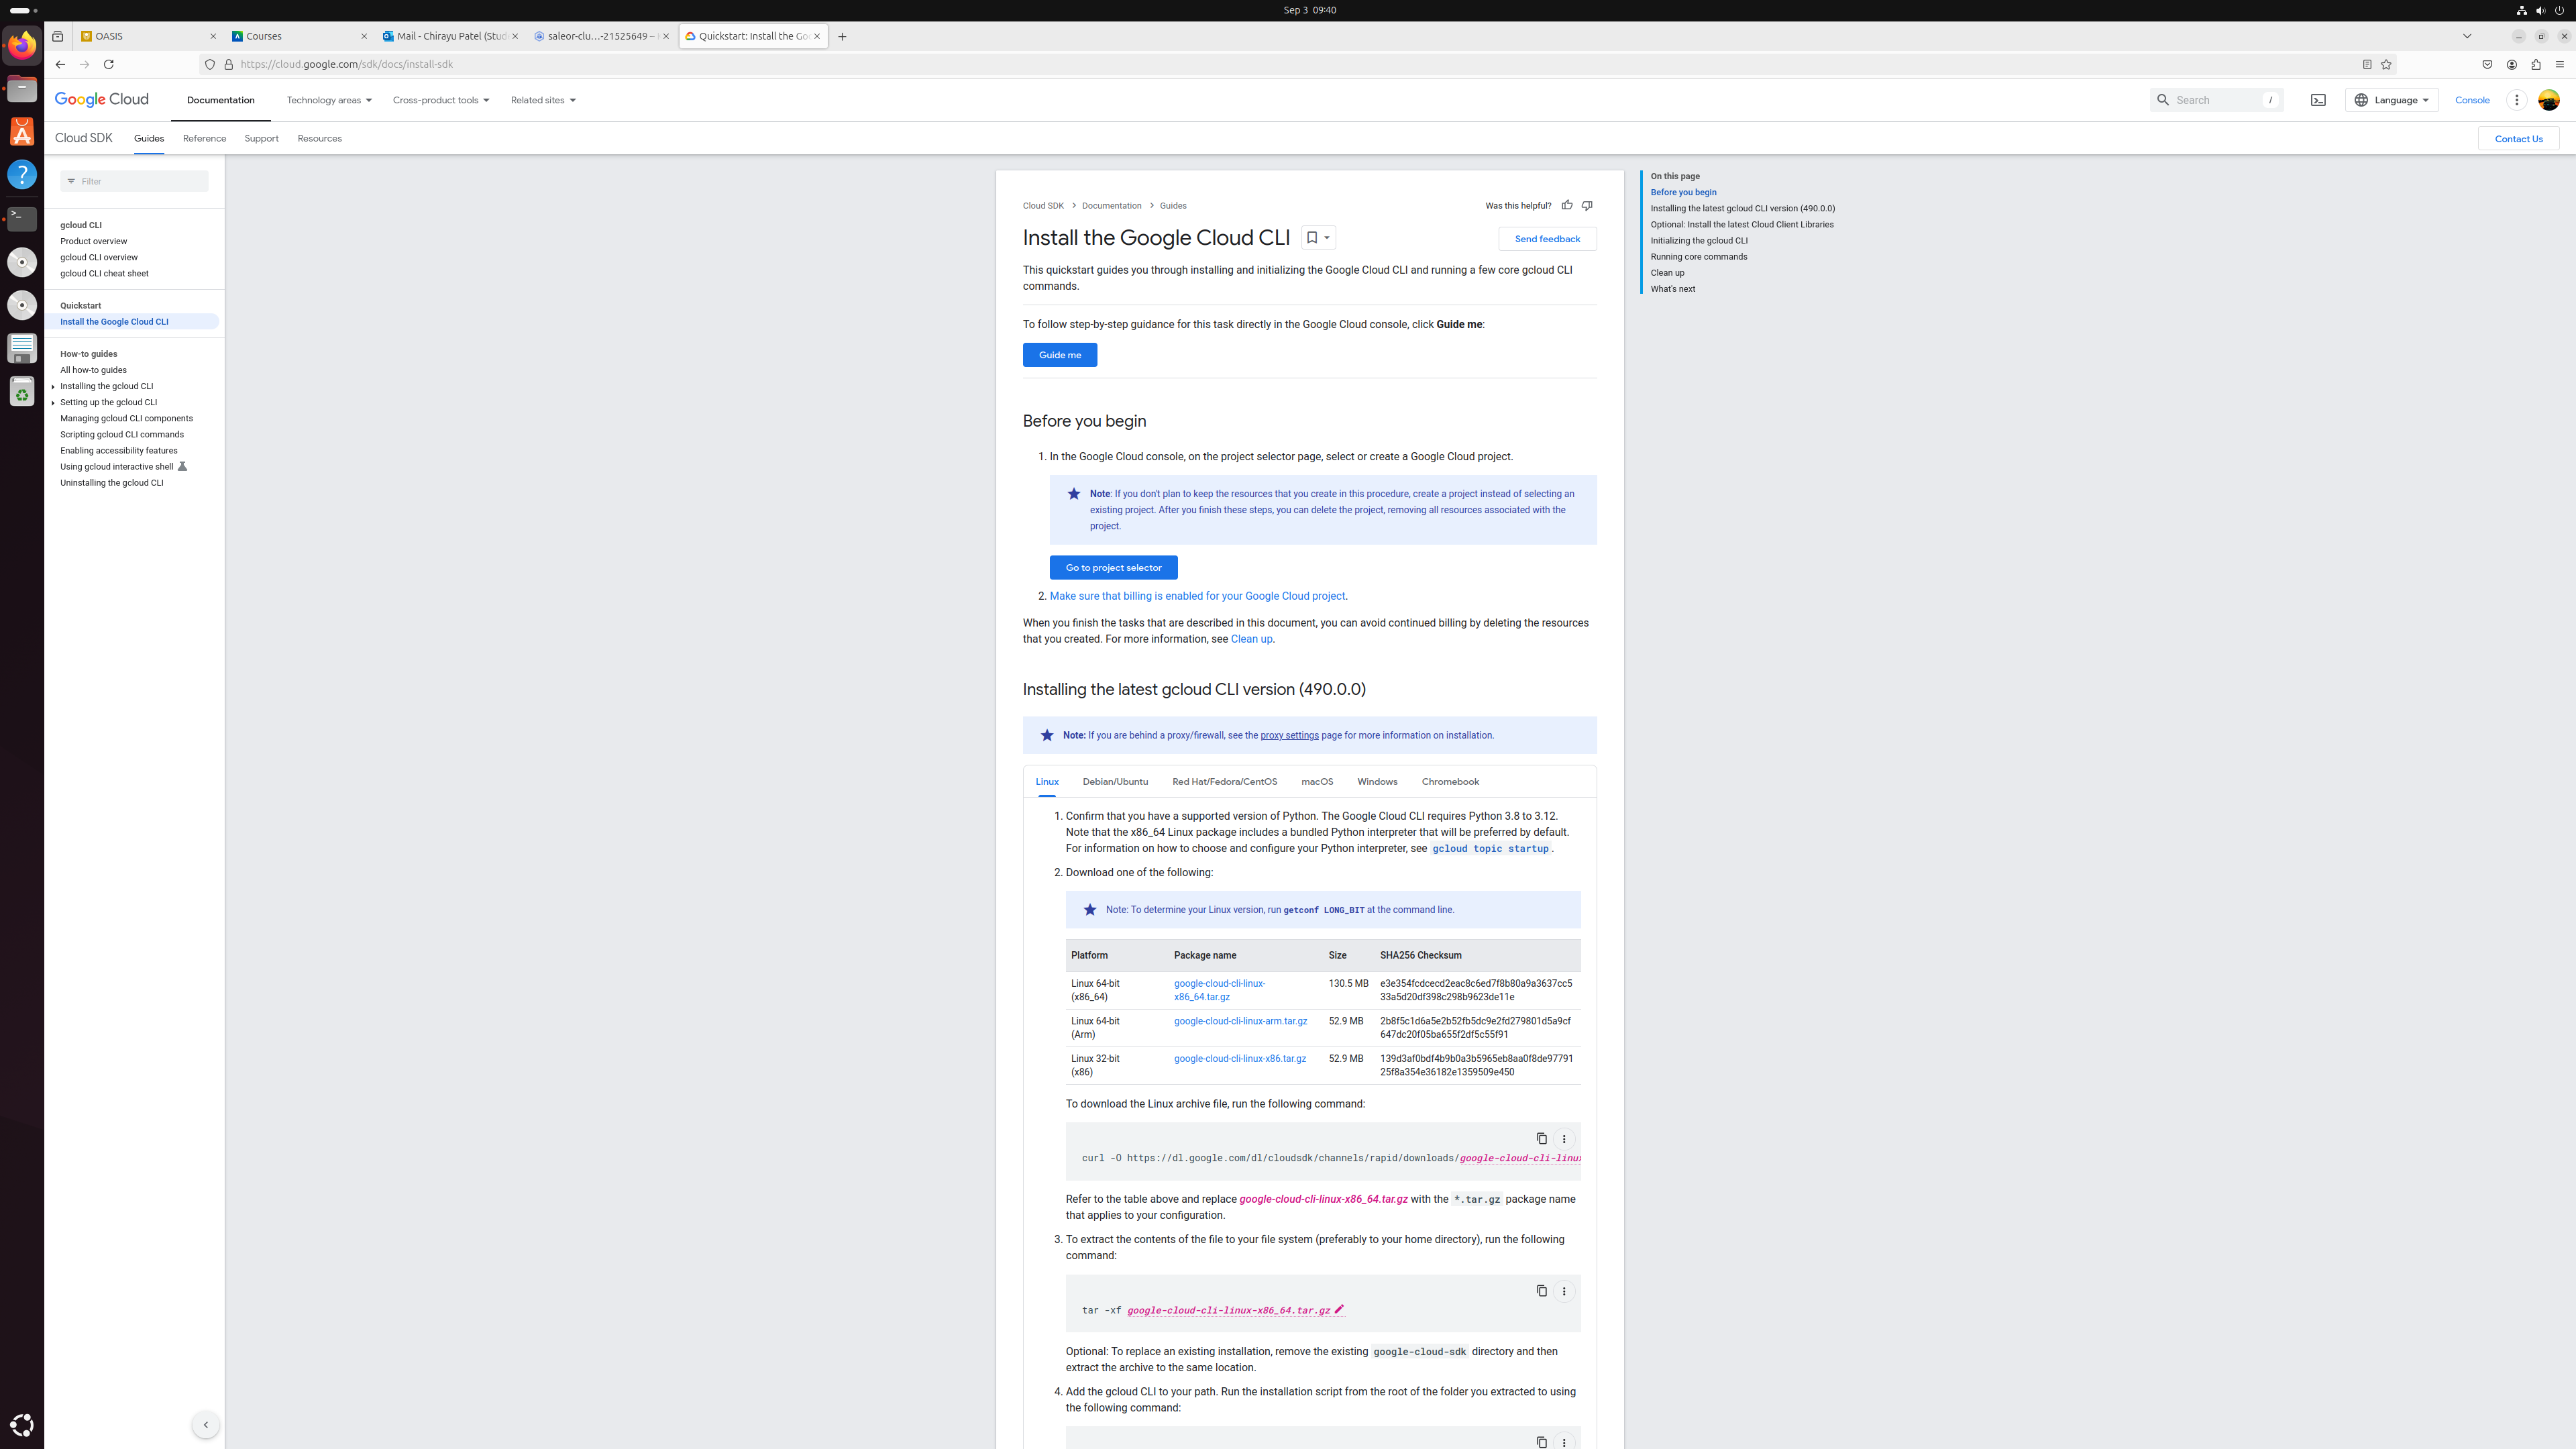 Sep 3 09:40
OASIS
Courses
Mail - Chirayu Patel (Stude
saleor-clu…-21525649 –
Quickstart: Install the Goo
https://cloud.google.com/sdk/docs/install-sdk
Google Cloud
Documentation
Technology areas
Cross-product tools
Related sites
Search
/
Language
Console
Cloud SDK
Guides
Reference
Support
Resources
Contact Us
Filter
gcloud CLI
Product overview
gcloud CLI overview
gcloud CLI cheat sheet
Quickstart
Install the Google Cloud CLI
How-to guides
All how-to guides
Installing the gcloud CLI
Setting up the gcloud CLI
Managing gcloud CLI components
Scripting gcloud CLI commands
Enabling accessibility features
Using gcloud interactive shell
Uninstalling the gcloud CLI
Cloud SDK > Documentation > Guides
Was this helpful?
Install the Google Cloud CLI
Send feedback
This quickstart guides you through installing and initializing the Google Cloud CLI and running a few core gcloud CLI
commands.
To follow step-by-step guidance for this task directly in the Google Cloud console, click Guide me:
Guide me
Before you begin
1. In the Google Cloud console, on the project selector page, select or create a Google Cloud project.
Note: If you don't plan to keep the resources that you create in this procedure, create a project instead of selecting an
existing project. After you finish these steps, you can delete the project, removing all resources associated with the
project.
Go to project selector
2. Make sure that billing is enabled for your Google Cloud project.
When you finish the tasks that are described in this document, you can avoid continued billing by deleting the resources
that you created. For more information, see Clean up.
Installing the latest gcloud CLI version (490.0.0)
Note: If you are behind a proxy/firewall, see the proxy settings page for more information on installation.
Linux
Debian/Ubuntu
Red Hat/Fedora/CentOS
macOS
Windows
Chromebook
1. Confirm that you have a supported version of Python. The Google Cloud CLI requires Python 3.8 to 3.12.
Note that the x86_64 Linux package includes a bundled Python interpreter that will be preferred by default.
For information on how to choose and configure your Python interpreter, see gcloud topic startup.
2. Download one of the following:
Note: To determine your Linux version, run getconf LONG_BIT at the command line.
Platform Package name Size SHA256 Checksum
Linux 64-bit google-cloud-cli-linux- 130.5 MB e3e354fcdcecd2eac8c6ed7f8b80a9a3637cc5
(x86_64) x86_64.tar.gz 33a5d20df398c298b9623de11e
Linux 64-bit google-cloud-cli-linux-arm.tar.gz 52.9 MB 2b8f5c1d6a5e2b52fb5dc9e2fd279801d5a9cf
(Arm) 647dc20f05ba655f2df5c55f91
Linux 32-bit google-cloud-cli-linux-x86.tar.gz 52.9 MB 139d3af0bdf4b9b0a3b5965eb8aa0f8de97791
(x86) 25f8a354e36182e1359509e450
To download the Linux archive file, run the following command:
curl -O https://dl.google.com/dl/cloudsdk/channels/rapid/downloads/google-cloud-cli-linux
Refer to the table above and replace google-cloud-cli-linux-x86_64.tar.gz with the *.tar.gz package name
that applies to your configuration.
3. To extract the contents of the file to your file system (preferably to your home directory), run the following
command:
tar -xf google-cloud-cli-linux-x86_64.tar.gz
Optional: To replace an existing installation, remove the existing google-cloud-sdk directory and then
extract the archive to the same location.
4. Add the gcloud CLI to your path. Run the installation script from the root of the folder you extracted to using
the following command:
On this page
Before you begin
Installing the latest gcloud CLI version (490.0.0)
Optional: Install the latest Cloud Client Libraries
Initializing the gcloud CLI
Running core commands
Clean up
What's next